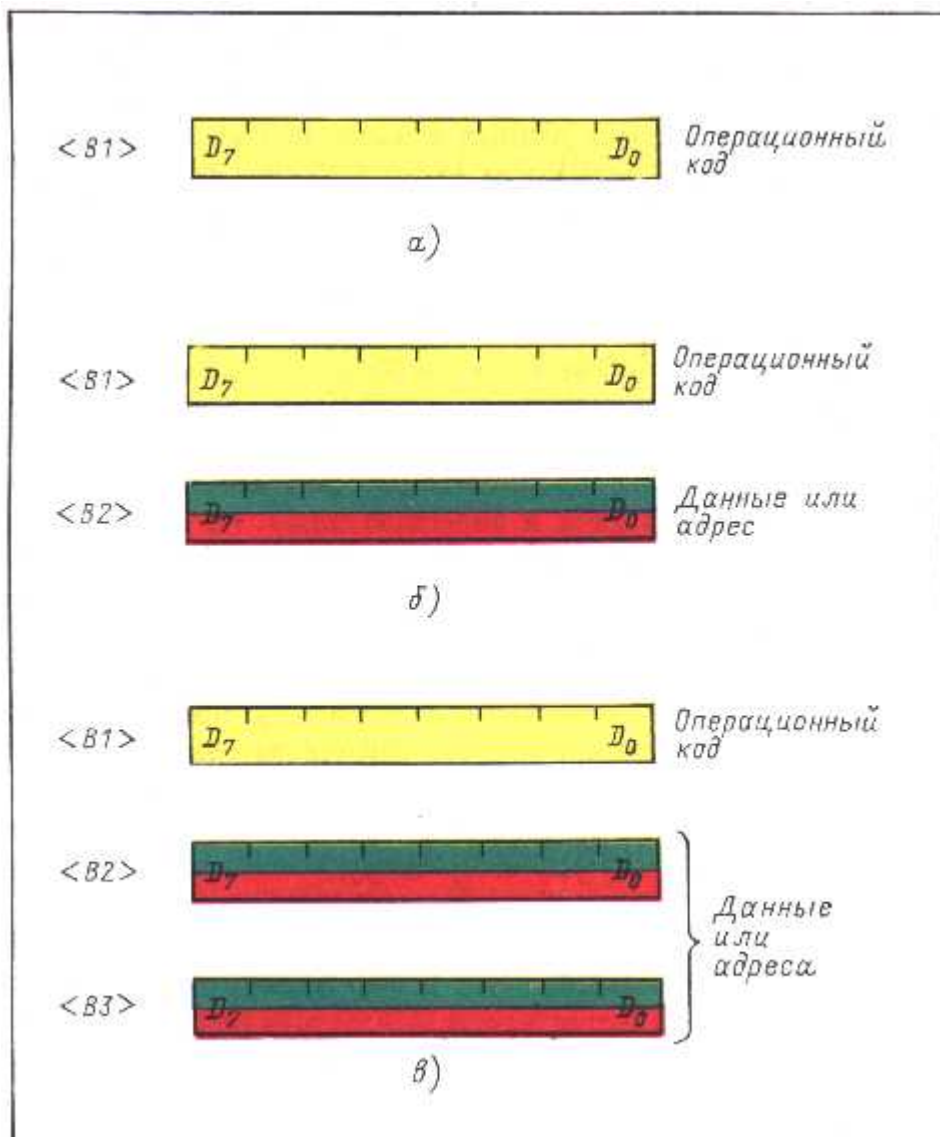 <B1> D₇ D₀ Операционный
код
а)
<B1> D₇ D₀ Операционный
код
<B2> D₇ D₀ Данные или
адрес
б)
<B1> D₇ D₀ Операционный
код
<B2> D₇ D₀
Данные
или
адреса
<B3> D₇ D₀
в)